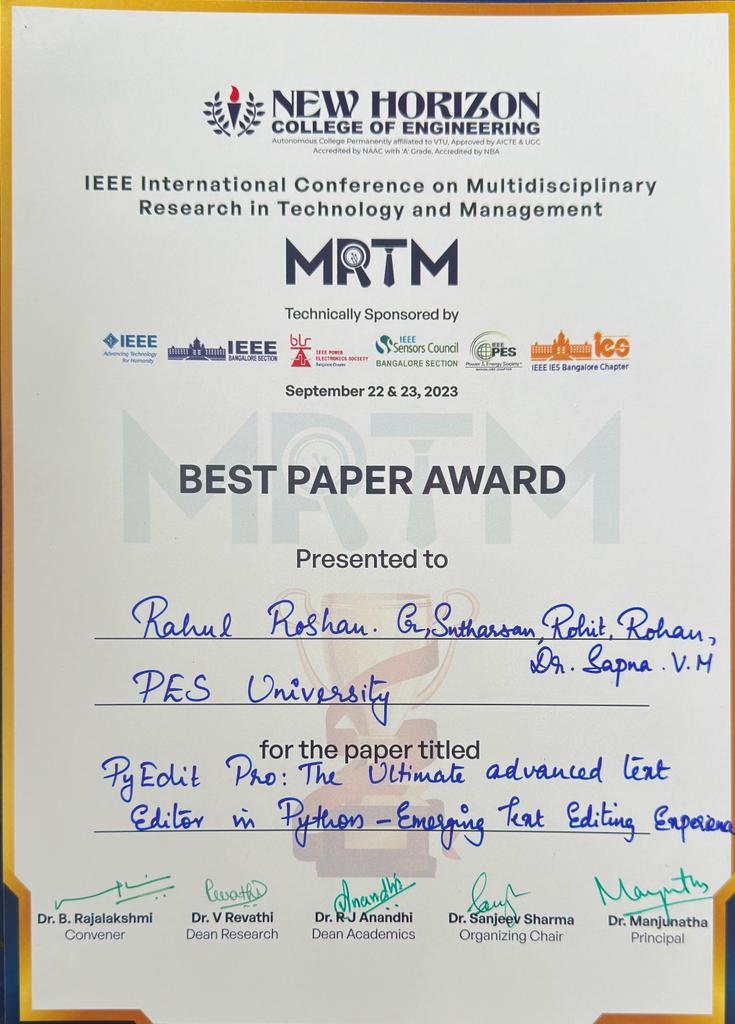 NEW HORIZON
COLLEGE OF ENGINEERING
Autonomous College Permanently affiliated to VTU, Approved by AICTE & UGC
Accredited by NAAC with 'A' Grade, Accredited by NBA
IEEE International Conference on Multidisciplinary
Research in Technology and Management
MRTM
Technically Sponsored by
IEEE Advancing Technology for Humanity
IEEE BANGALORE SECTION
IEEE POWER ELECTRONICS SOCIETY Bangalore Chapter
IEEE Sensors Council BANGALORE SECTION
IEEE PES Power & Energy Society BANGALORE CHAPTER
ies IEEE IES Bangalore Chapter
September 22 & 23, 2023
MRTM
BEST PAPER AWARD
Presented to
Rahul Roshan. G, Sutharsan, Rohit, Rohan,
Dr. Sapna. V.M
PES University
for the paper titled
PyEdit Pro: The Ultimate advanced text
Editor in Python - Emerging Text Editing
Revathi Anandhi
Dr. B. Rajalakshmi Dr. V Revathi Dr. R J Anandhi Dr. Sanjeev Sharma Dr. Manjunatha
Convener Dean Research Dean Academics Organizing Chair Principal